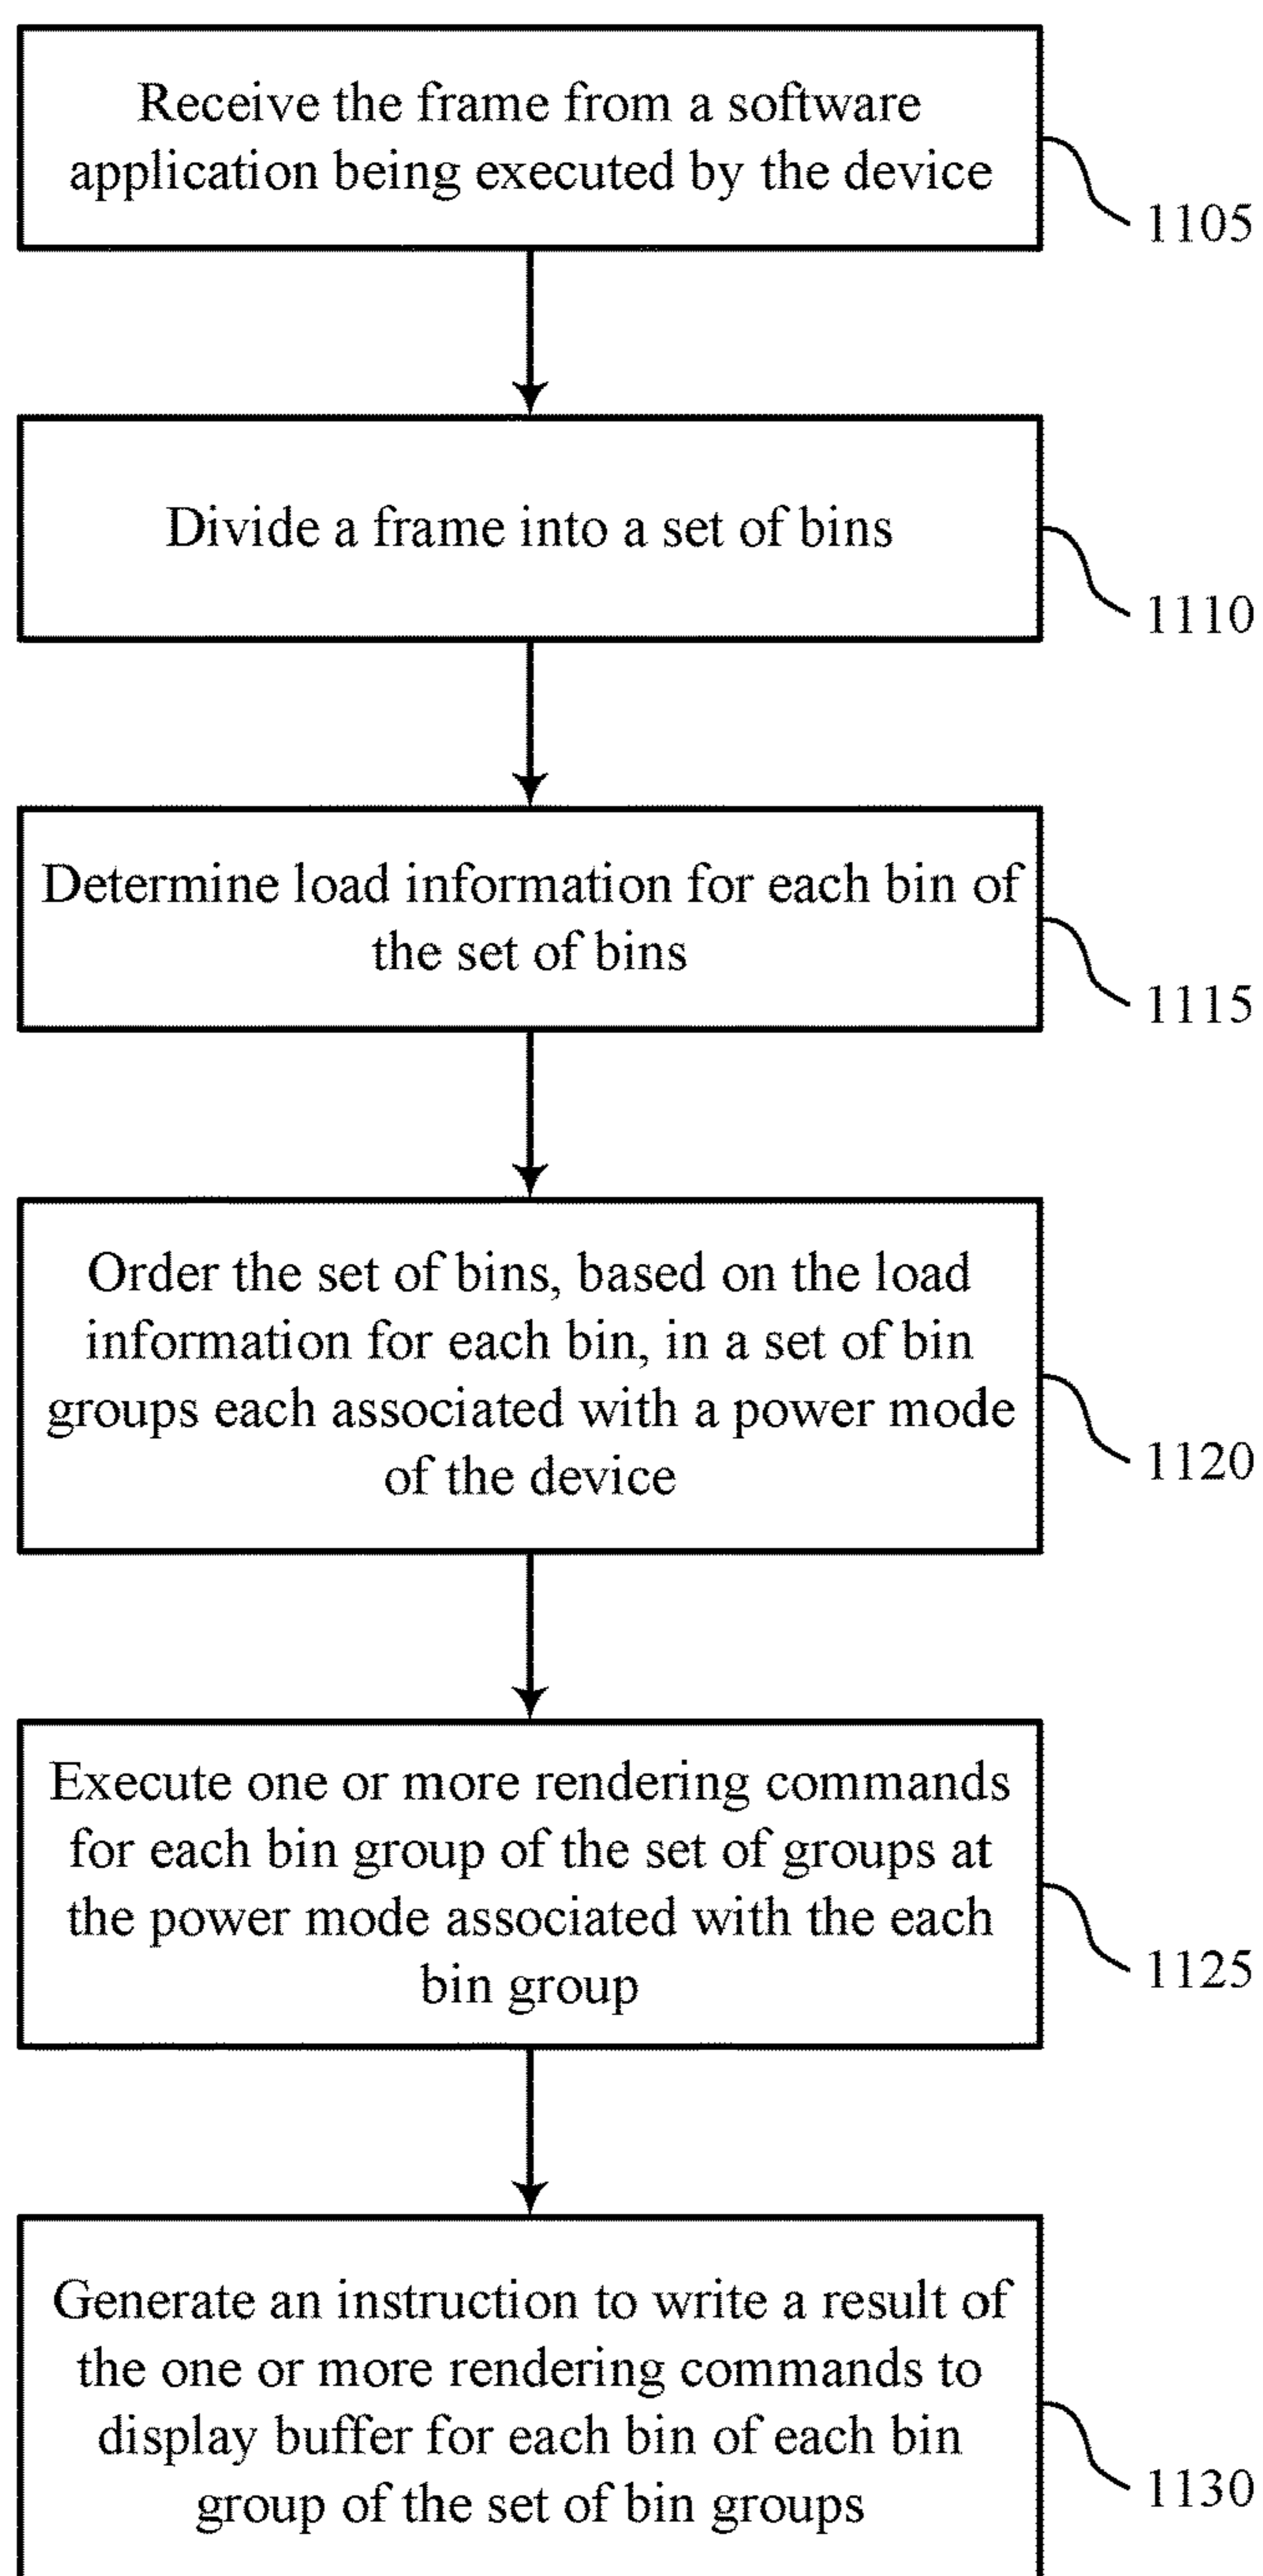 Receive the frame from a software
application being executed by the device
1105
Divide a frame into a set of bins
1110
Determine load information for each bin of
the set of bins
1115
Order the set of bins, based on the load
information for each bin, in a set of bin
groups each associated with a power mode
of the device
1120
Execute one or more rendering commands
for each bin group of the set of groups at
the power mode associated with the each
bin group
1125
Generate an instruction to write a result of
the one or more rendering commands to
display buffer for each bin of each bin
group of the set of bin groups
1130